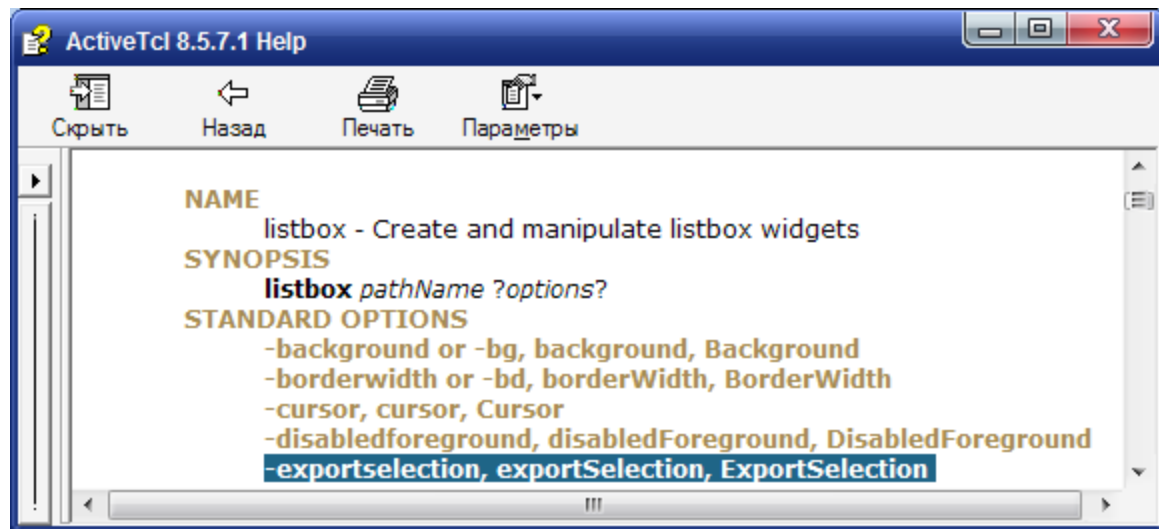 ActiveTcl 8.5.7.1 Help
Скрыть Назад Печать Параметры
NAME
listbox - Create and manipulate listbox widgets
SYNOPSIS
listbox pathName ?options?
STANDARD OPTIONS
-background or -bg, background, Background
-borderwidth or -bd, borderWidth, BorderWidth
-cursor, cursor, Cursor
-disabledforeground, disabledForeground, DisabledForeground
-exportselection, exportSelection, ExportSelection